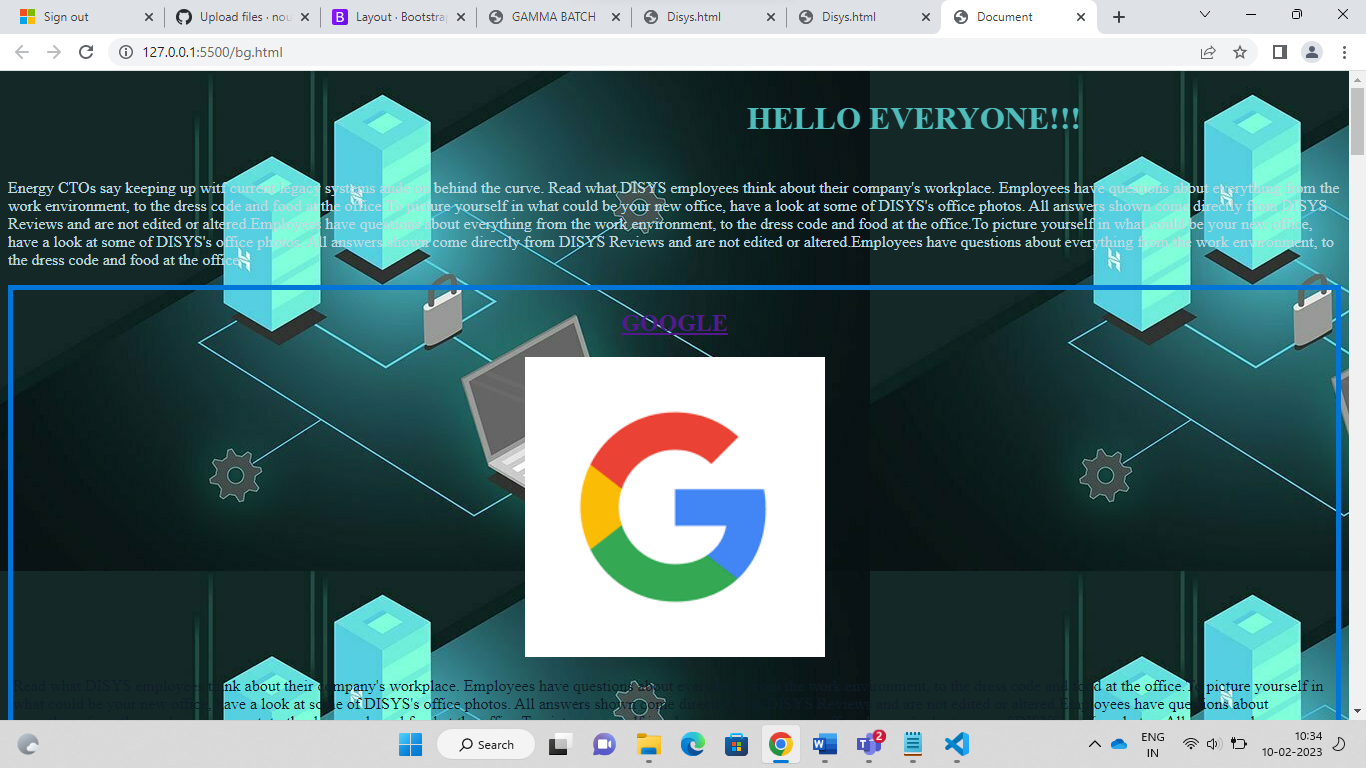 Sign out
Upload files · nou
Layout · Bootstrap
GAMMA BATCH
Disys.html
Disys.html
Document
127.0.0.1:5500/bg.html
HELLO EVERYONE!!!
Energy CTOs say keeping up witf current legacy systems behind the curve. Read what DISYS employees think about their company's workplace. Employees have questions about everything from the
work environment, to the dress code and food at the office.To picture yourself in what could be your new office, have a look at some of DISYS's office photos. All answers shown come directly from DISYS
Reviews and are not edited or altered.Employees have questions about everything from the work environment, to the dress code and food at the office.To picture yourself in what could be your new office,
have a look at some of DISYS's office photos. All answers shown come directly from DISYS Reviews and are not edited or altered.Employees have questions about everything from the work environment, to
the dress code and food at the office.
GOOGLE
Read what DISYS employees think about their company's workplace. Employees have questions about everything from the work environment, to the dress code and food at the office.To picture yourself in
what could be your new office, have a look at some of DISYS's office photos. All answers shown come directly from DISYS Reviews and are not edited or altered.Employees have questions about
Search
2
ENG
IN
10:34
10-02-2023